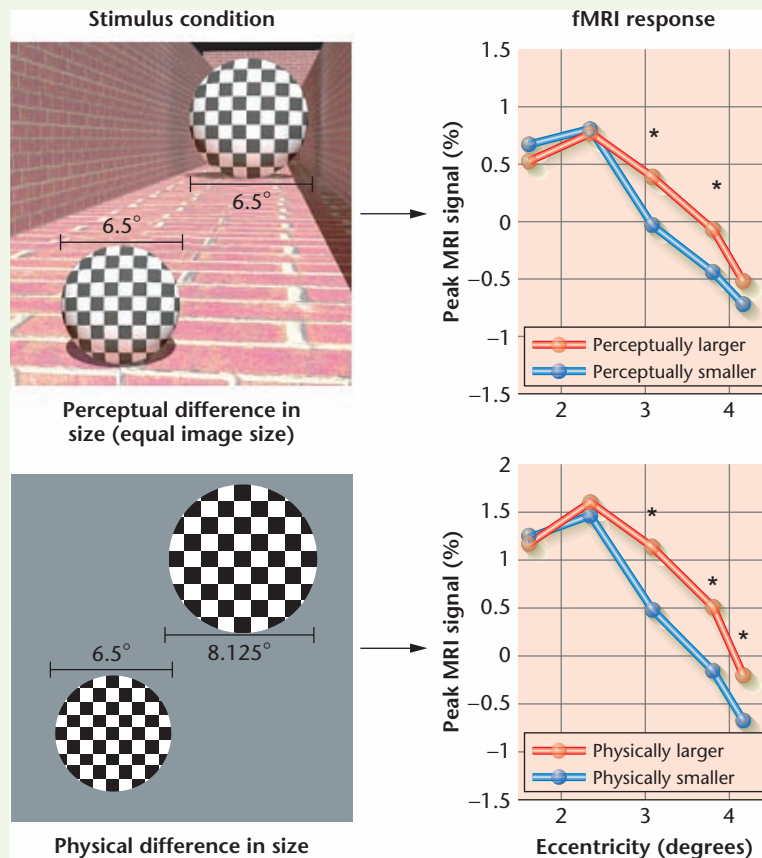 Stimulus condition
fMRI response
6.5°
6.5°
Perceptual difference in
size (equal image size)
Peak MRI signal (%)
1.5
1
0.5
0
−0.5
−1
−1.5
*
*
Perceptually larger
Perceptually smaller
2 3 4
6.5°
8.125°
Physical difference in size
Peak MRI signal (%)
2
1.5
1
0.5
0
−0.5
−1
−1.5
*
*
*
Physically larger
Physically smaller
2 3 4
Eccentricity (degrees)